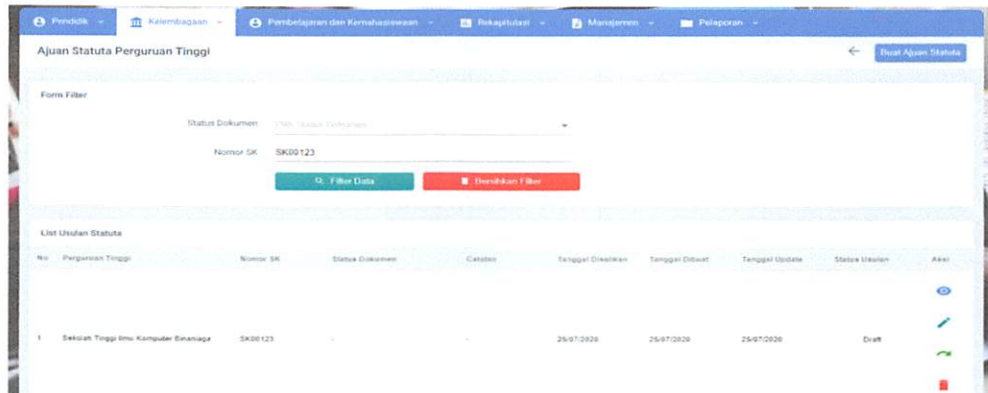 Pendidik Kelembagaan Pembelajaran dan Kemahasiswaan Rekapitulasi Manajemen Pelaporan
Ajuan Statuta Perguruan Tinggi Buat Ajuan Statuta
Form Filter
Status Dokumen
Nomor SK SK00123
Filter Data Bersihkan Filter
List Usulan Statuta
No Perguruan Tinggi Nomor SK Status Dokumen Catatan Tanggal Disahkan Tanggal Dibuat Tanggal Update Status Usulan Aksi
1 Sekolah Tinggi Ilmu Komputer Binaniaga SK00123 - - 25/07/2020 25/07/2020 25/07/2020 Draft